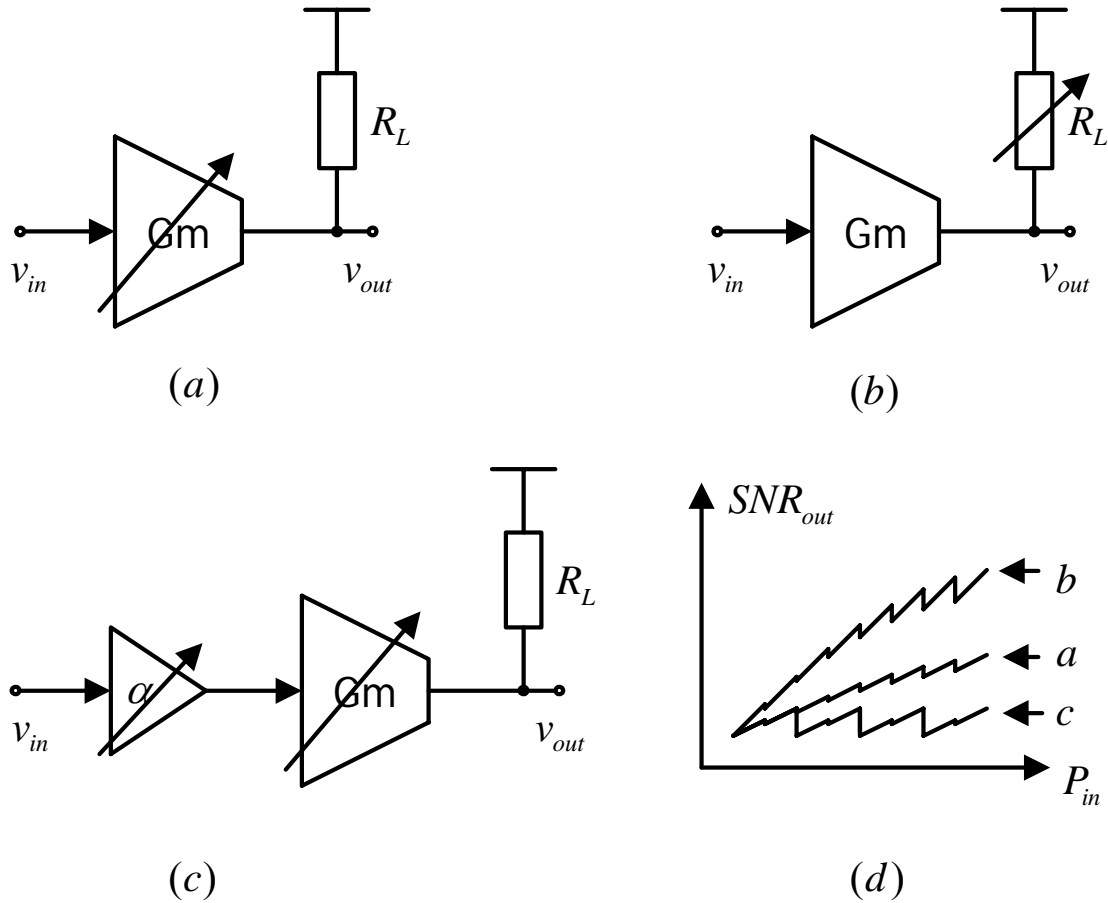 R_L
R_L
Gm
Gm
v_in
v_out
v_in
v_out
(a)
(b)
SNR_out
R_L
b
a
α
Gm
c
v_in
v_out
P_in
(c)
(d)